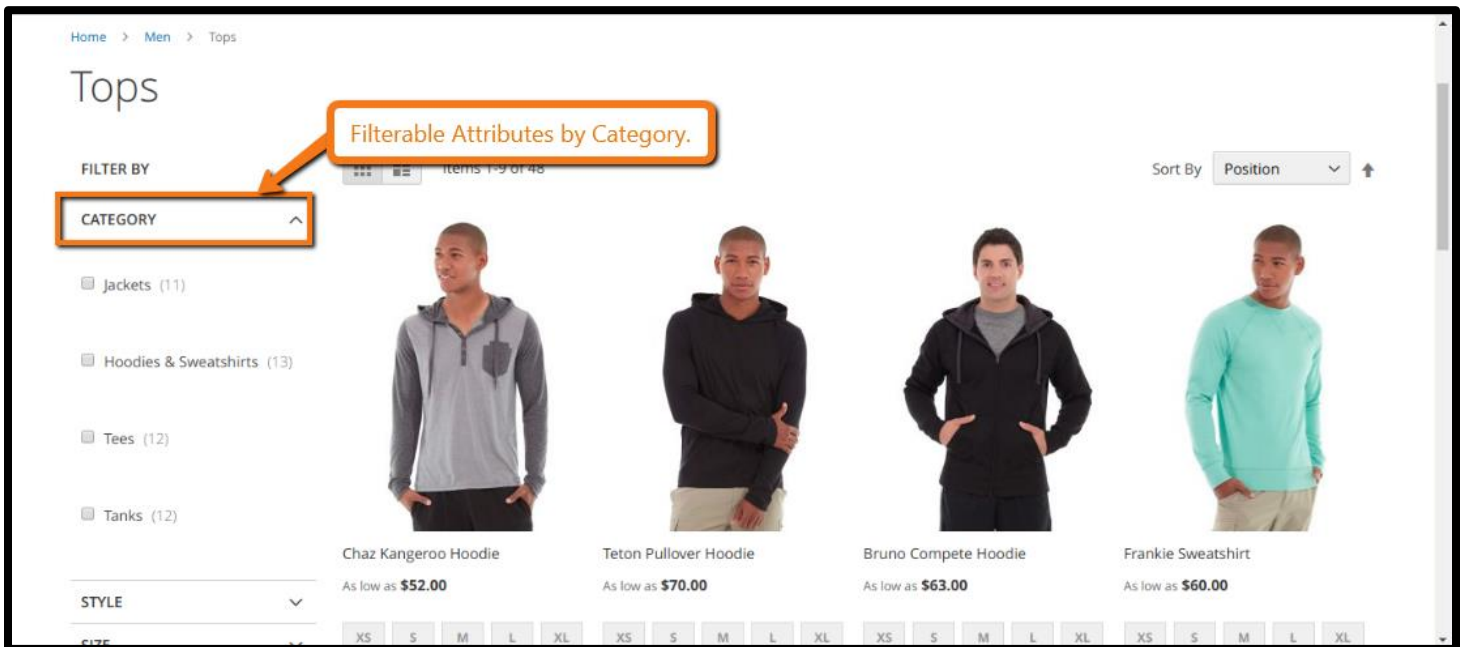 Home > Men > Tops
Tops
Filterable Attributes by Category.
FILTER BY
Items 1-9 of 48
Sort By Position
CATEGORY
Jackets (11)
Hoodies & Sweatshirts (13)
Tees (12)
Tanks (12)
Chaz Kangeroo Hoodie
As low as $52.00
XS S M L XL
Teton Pullover Hoodie
As low as $70.00
XS S M L XL
Bruno Compete Hoodie
As low as $63.00
XS S M L XL
Frankie Sweatshirt
As low as $60.00
XS S M L XL
STYLE
SIZE